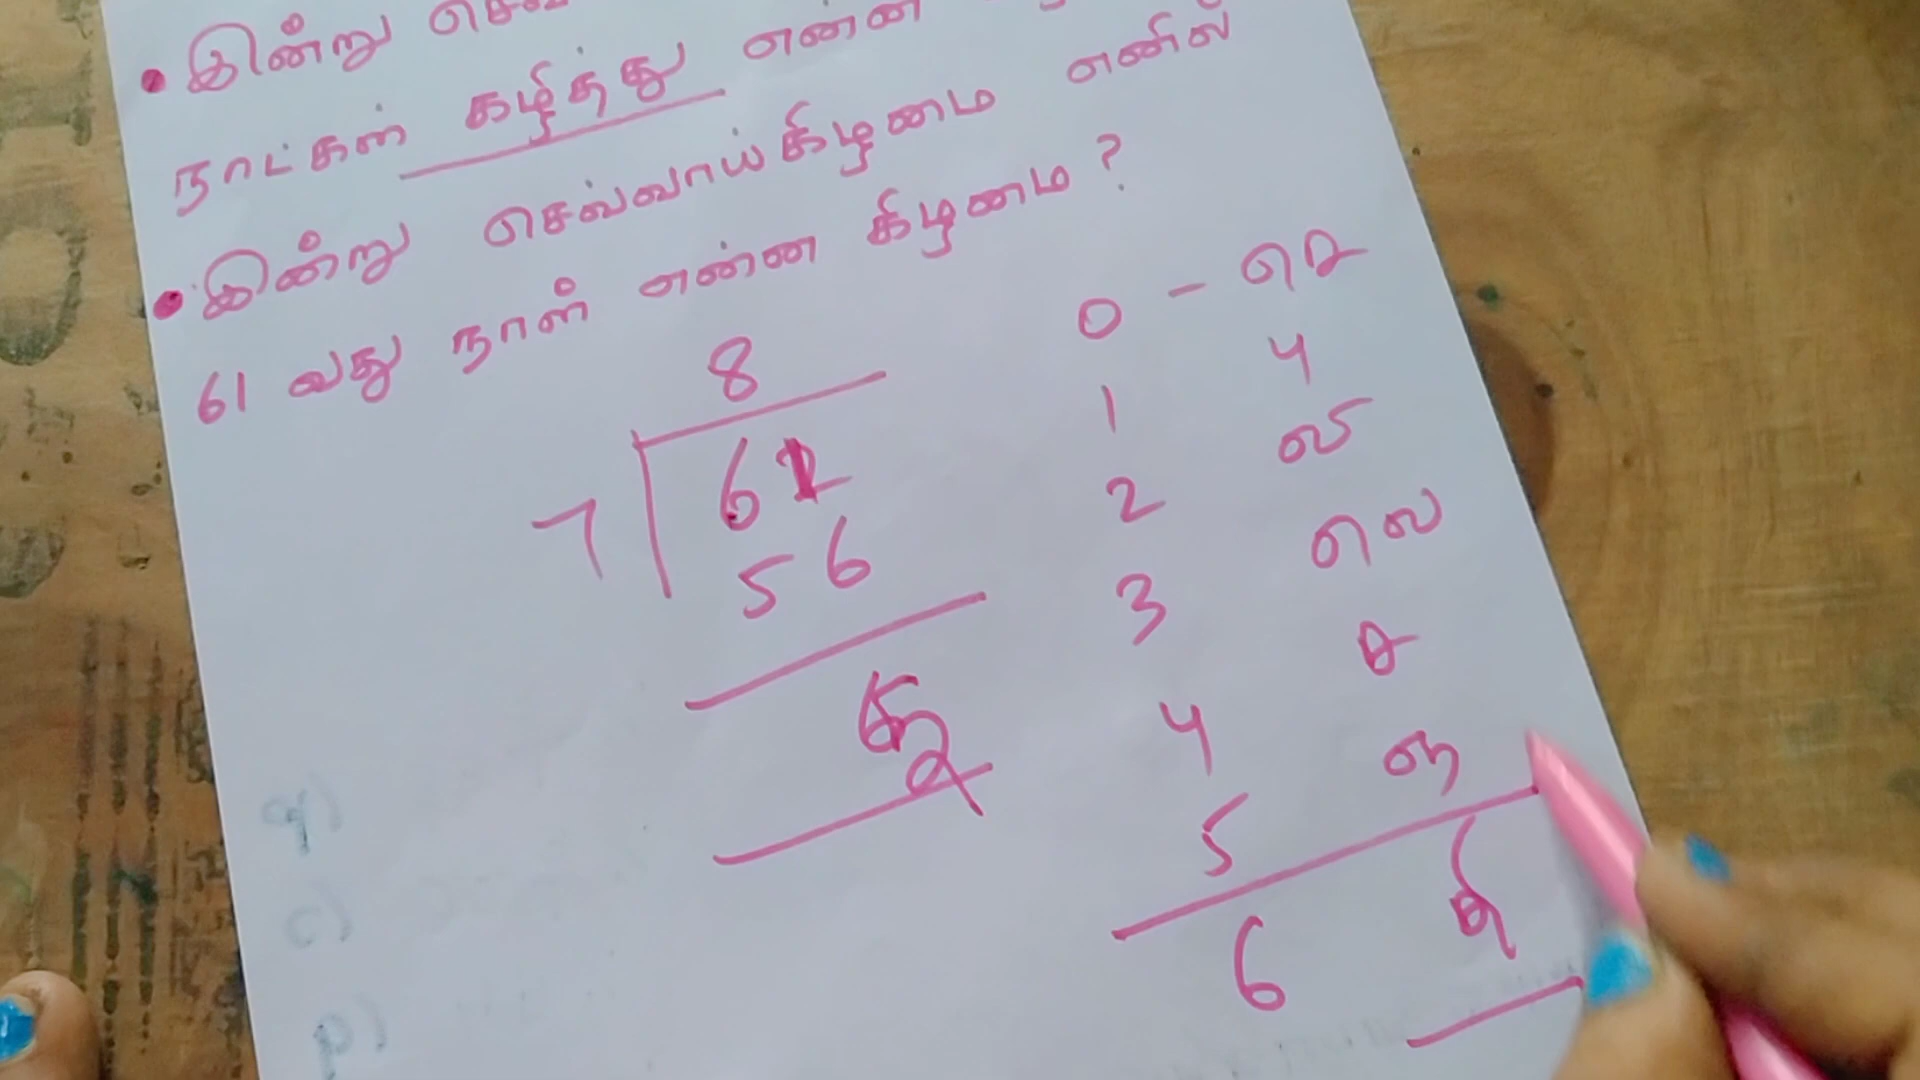 • இன்று செவ்
நாட்கள் கழித்து என்ன
• இன்று செவ்வாய்கிழமை எனில்
61 வது நாள் என்ன கிழமை?
8
7 61
56
5
0 - செ
1 பு
2 வி
3 வெ
4 ச
5 ஞ
6 தி